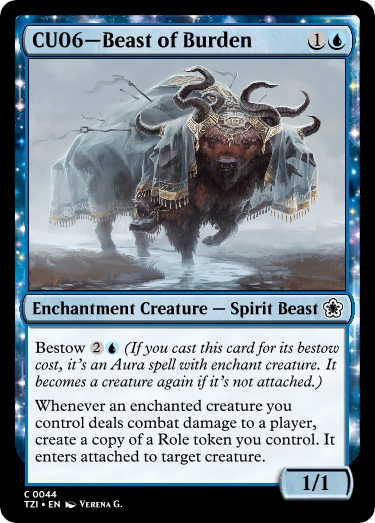 CU06—Beast of Burden 1
Enchantment Creature — Spirit Beast
Bestow 2 (If you cast this card for its bestow
cost, it's an Aura spell with enchant creature. It
becomes a creature again if it's not attached.)
Whenever an enchanted creature you
control deals combat damage to a player,
create a copy of a Role token you control. It
enters attached to target creature.
1/1
C 0044
TZI • EN Verena G.